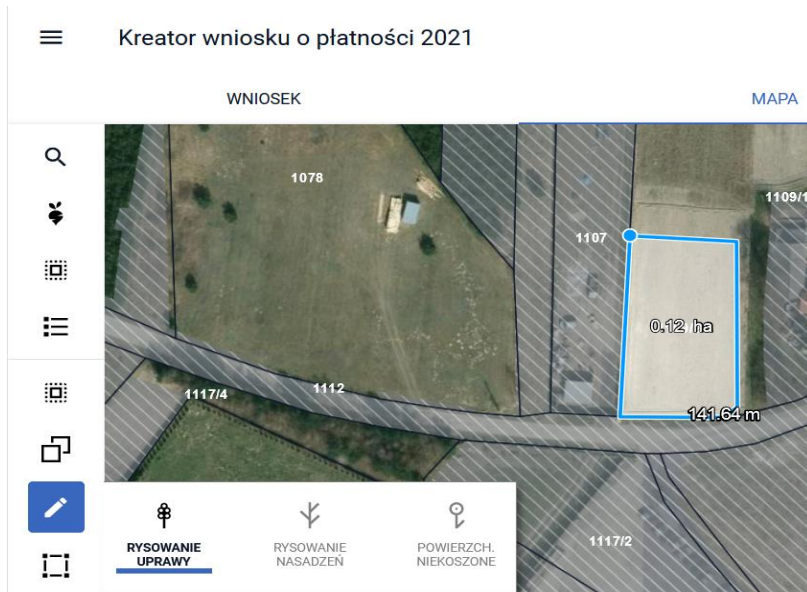 Kreator wniosku o płatności 2021
WNIOSEK
MAPA
1078
1109/1
1107
0.12 ha
1117/4
1112
141.64 m
RYSOWANIE
UPRAWY
RYSOWANIE
NASADZEŃ
POWIERZCH.
NIEKOSZONE
1117/2